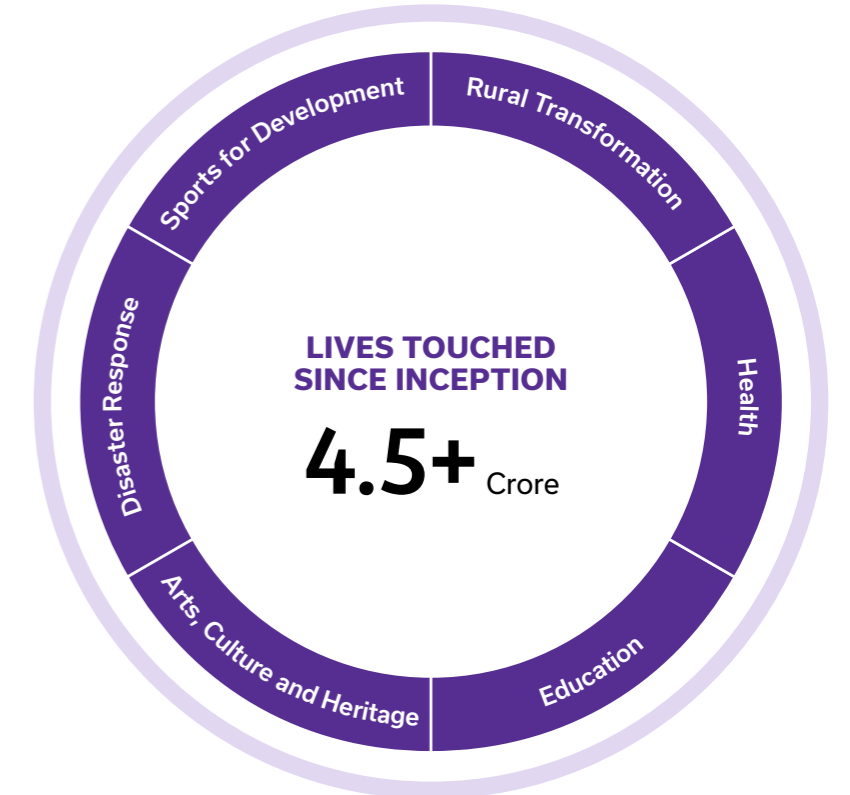 Rural Transformation
Health
Education
Arts, Culture and Heritage
Disaster Response
Sports for Development
LIVES TOUCHED
SINCE INCEPTION
4.5+ Crore